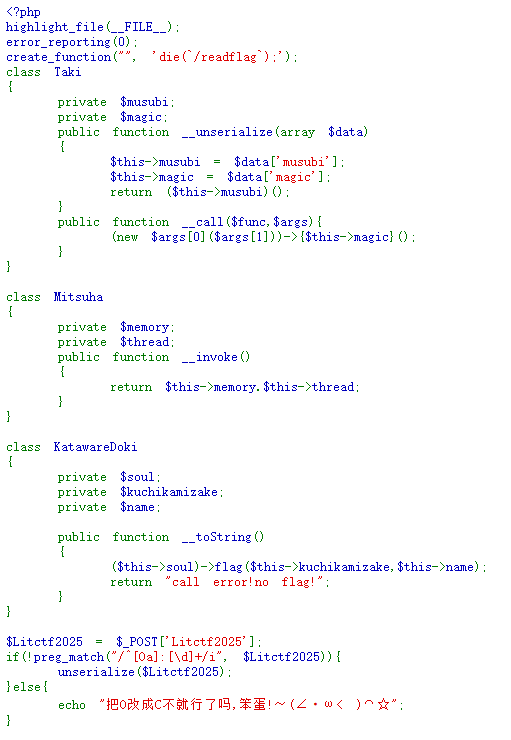 <?php
highlight_file(__FILE__);
error_reporting(0);
create_function("", 'die(`/readflag`);');
class Taki
{
        private $musubi;
        private $magic;
        public function __unserialize(array $data)
        {
                $this->musubi = $data['musubi'];
                $this->magic = $data['magic'];
                return ($this->musubi)();
        }
        public function __call($func,$args){
                (new $args[0]($args[1]))->{$this->magic}();
        }
}

class Mitsuha
{
        private $memory;
        private $thread;
        public function __invoke()
        {
                return $this->memory.$this->thread;
        }
}

class KatawareDoki
{
        private $soul;
        private $kuchikamizake;
        private $name;

        public function __toString()
        {
                ($this->soul)->flag($this->kuchikamizake,$this->name);
                return "call error!no flag!";
        }
}

$Litctf2025 = $_POST['Litctf2025'];
if(!preg_match("/^[Oa]:[\d]+/i", $Litctf2025)){
        unserialize($Litctf2025);
}else{
        echo "把O改成C不就行了吗,笨蛋!～(∠・ω< )⌒☆";
}